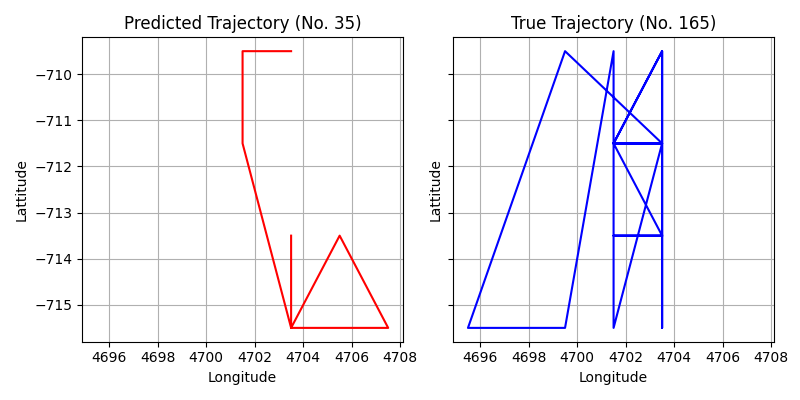 Predicted Trajectory (No. 35)
True Trajectory (No. 165)
−710
−711
−712
−713
−714
−715
Lattitude
Lattitude
4696 4698 4700 4702 4704 4706 4708
4696 4698 4700 4702 4704 4706 4708
Longitude
Longitude